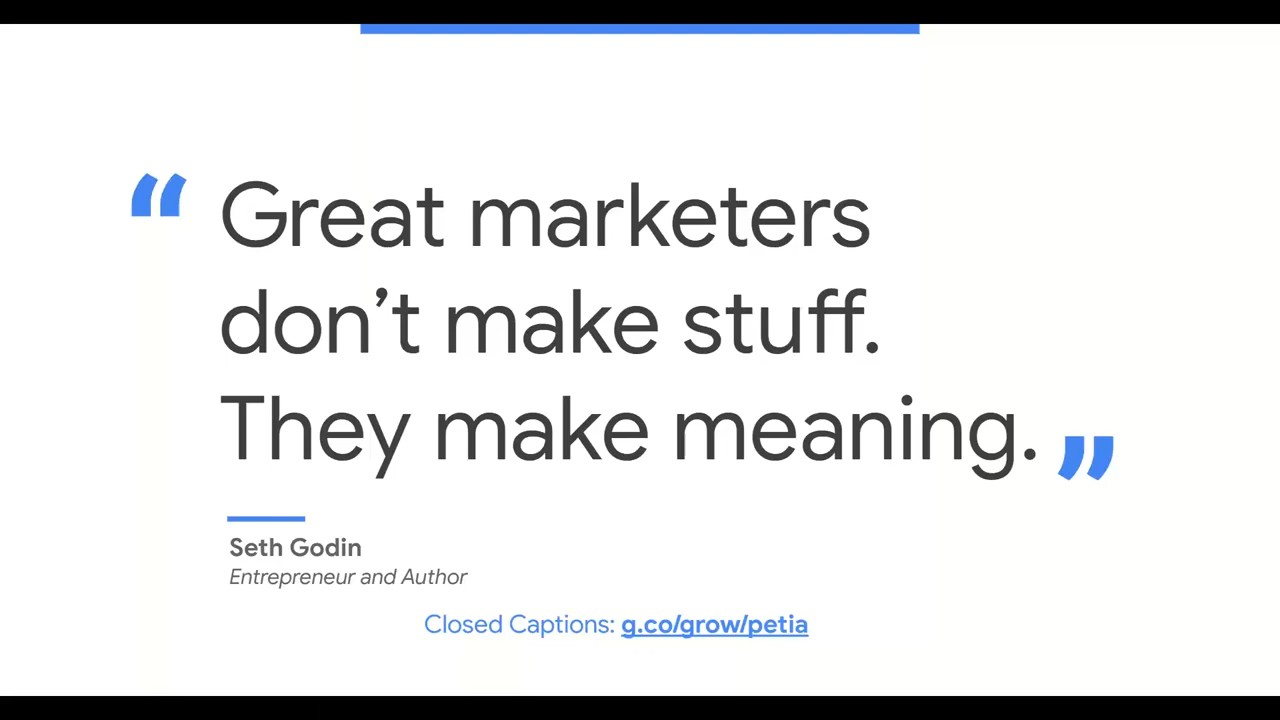 “Great marketers
don’t make stuff.
They make meaning.”
Seth Godin
Entrepreneur and Author
Closed Captions: g.co/grow/petia